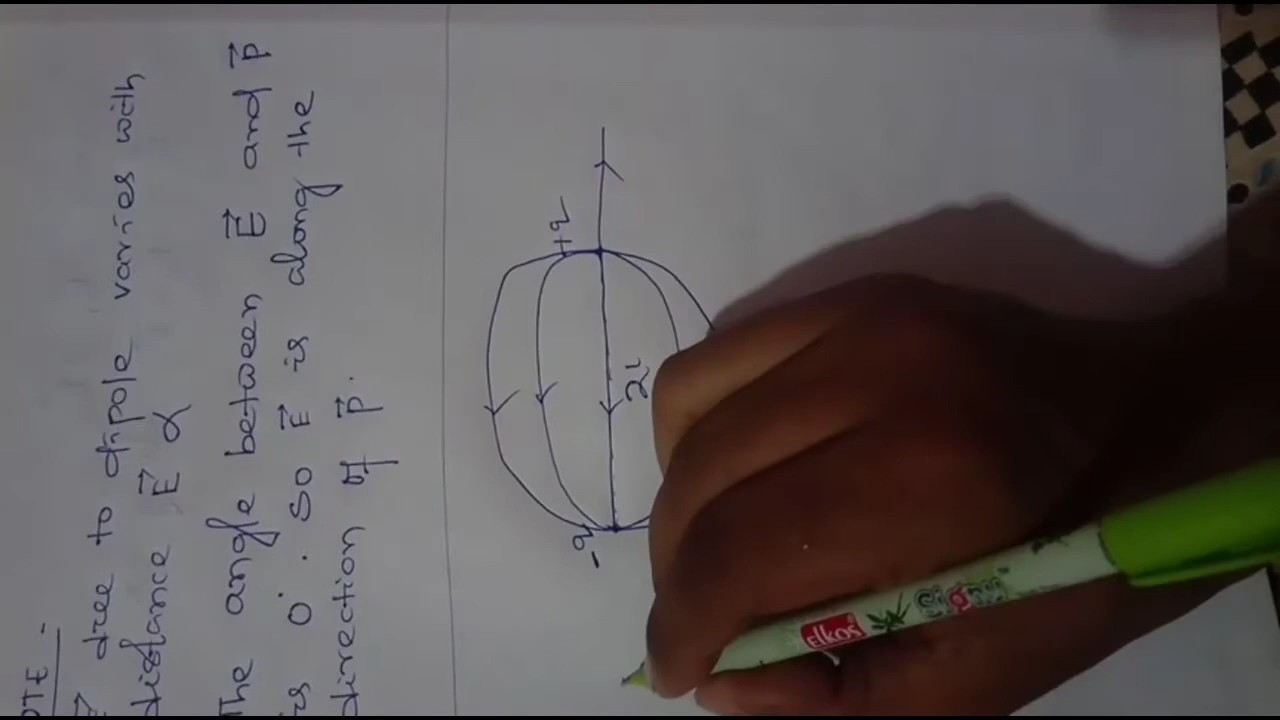 OTE :-
E⃗ due to dipole varies with
distance E⃗ α
The angle between E⃗ and P⃗
is 0°. so E⃗ is along the
direction of P⃗.
-q
+q
elkos